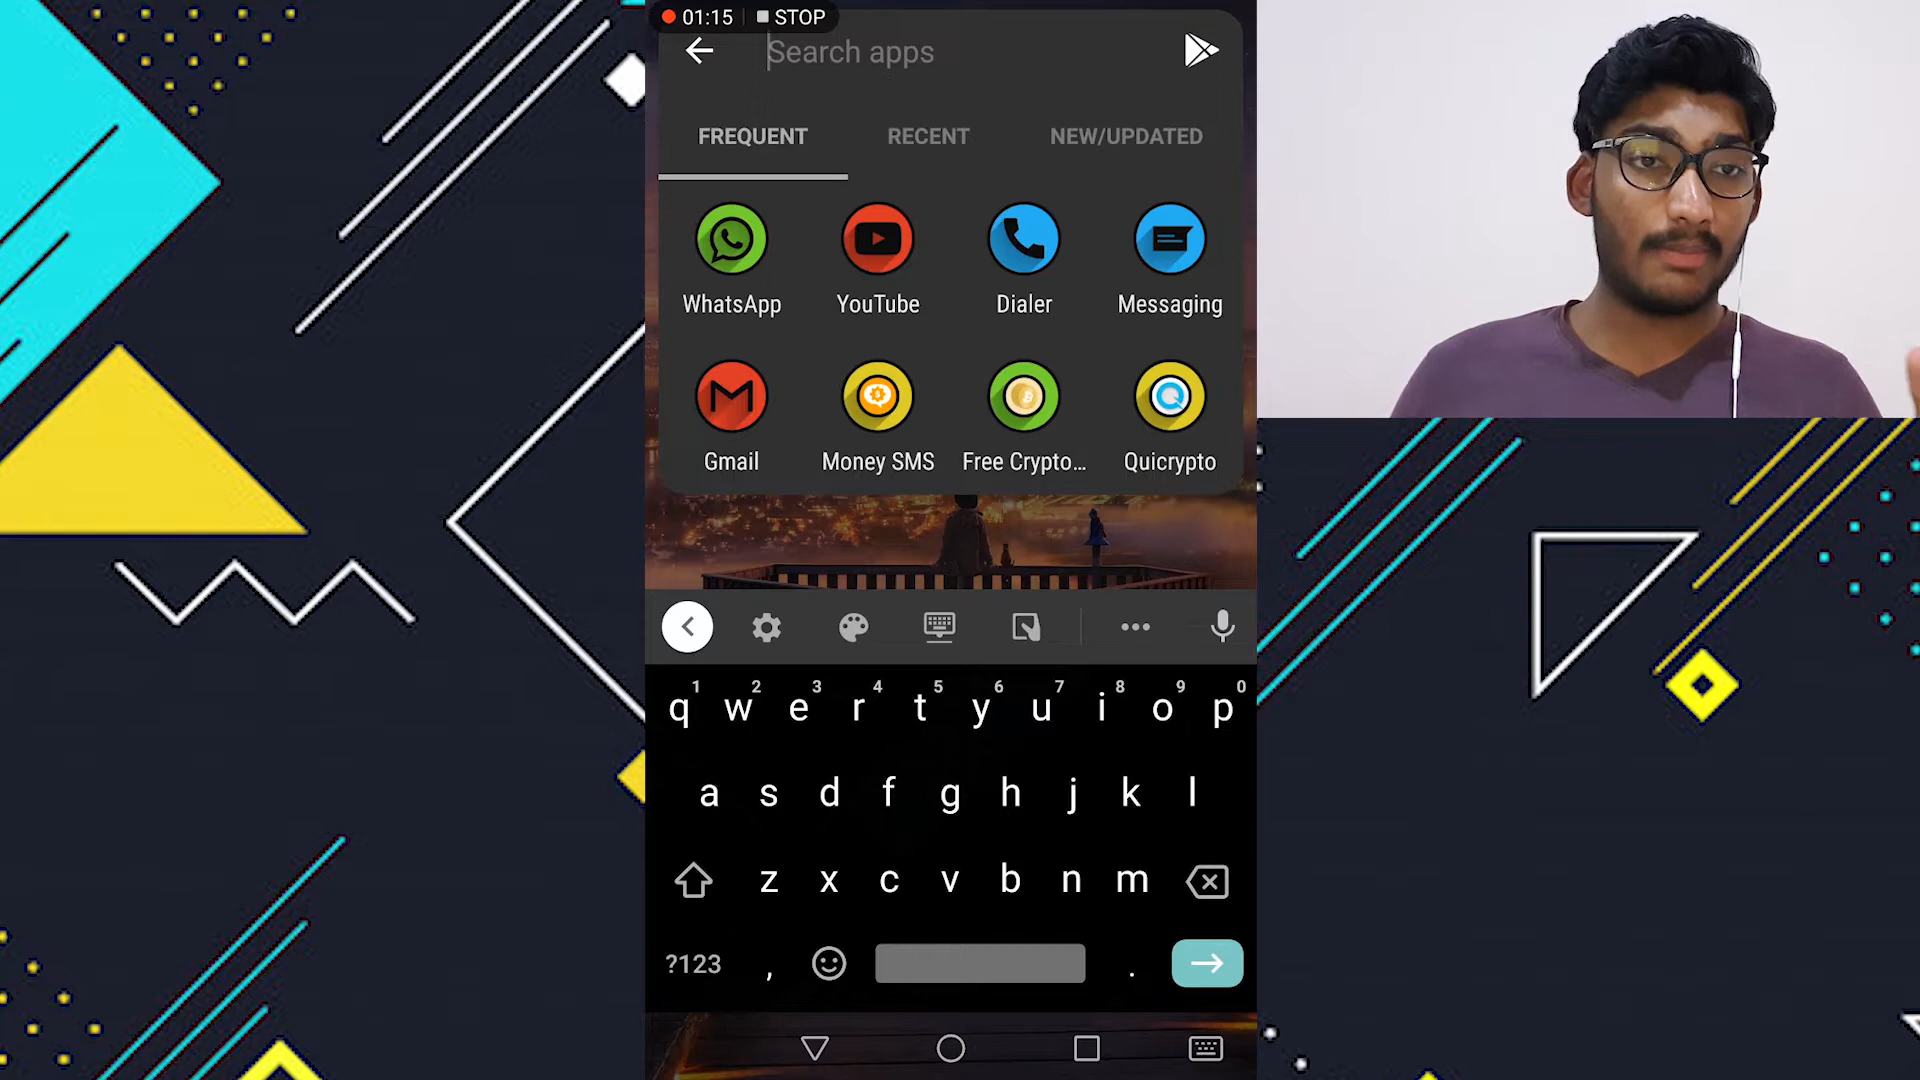 01:15 STOP
Search apps
FREQUENT RECENT NEW/UPDATED
WhatsApp YouTube Dialer Messaging
Gmail Money SMS Free Crypto... Quicrypto
1 2 3 4 5 6 7 8 9 0
q w e r t y u i o p
a s d f g h j k l
z x c v b n m
?123 , .